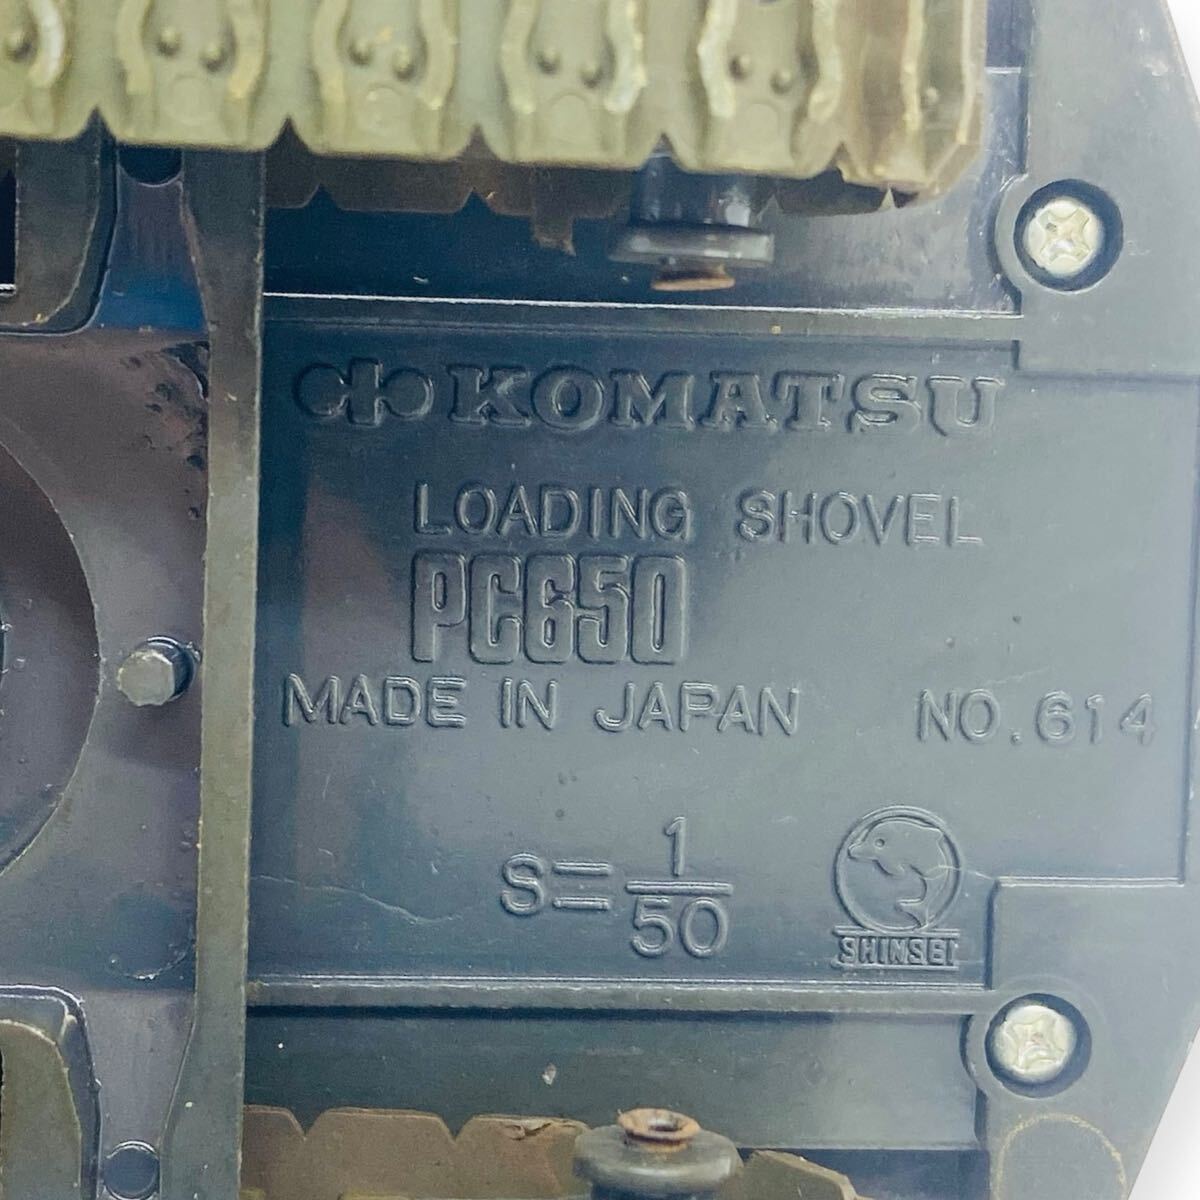 KOMATSU
LOADING SHOVEL
PC650
MADE IN JAPAN NO.614
S=1/50
SHINSEI